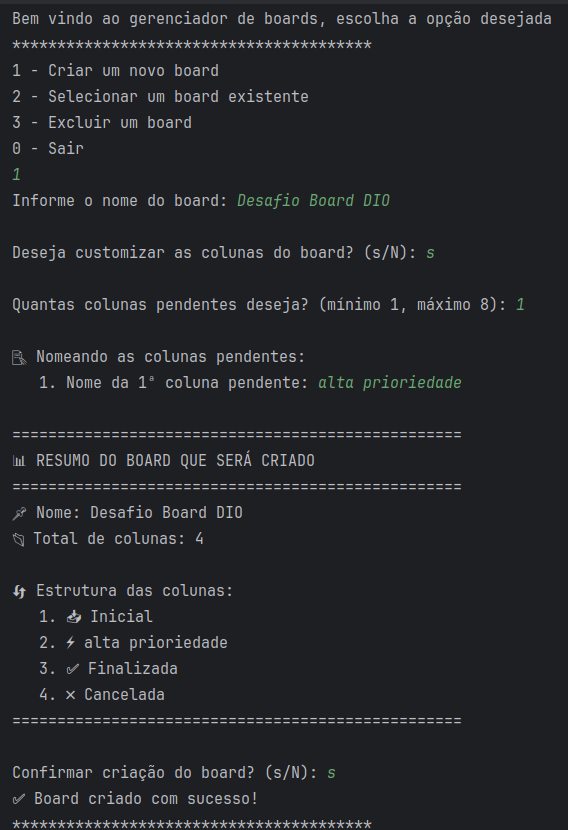 Bem vindo ao gerenciador de boards, escolha a opção desejada
****************************************
1 - Criar um novo board
2 - Selecionar um board existente
3 - Excluir um board
0 - Sair
1
Informe o nome do board: Desafio Board DIO
Deseja customizar as colunas do board? (s/N): s
Quantas colunas pendentes deseja? (mínimo 1, máximo 8): 1
📝 Nomeando as colunas pendentes:
1. Nome da 1ª coluna pendente: alta prioriedade
==================================================
📊 RESUMO DO BOARD QUE SERÁ CRIADO
==================================================
📌 Nome: Desafio Board DIO
📋 Total de colunas: 4
🔄 Estrutura das colunas:
1. 📥 Inicial
2. ⚡ alta prioriedade
3. ✅ Finalizada
4. ❌ Cancelada
==================================================
Confirmar criação do board? (s/N): s
✅ Board criado com sucesso!
****************************************